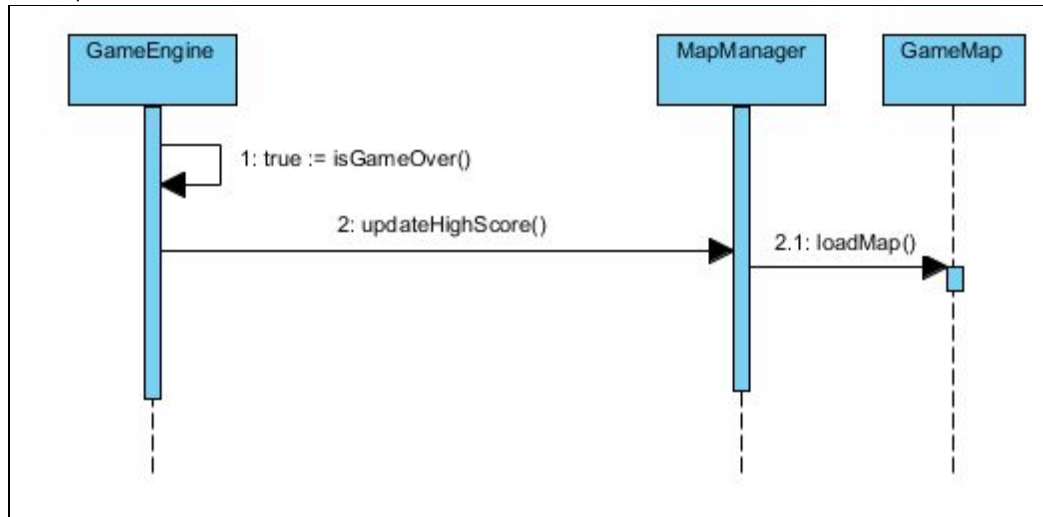 GameEngine
MapManager
GameMap
1: true := isGameOver()
2: updateHighScore()
2.1: loadMap()